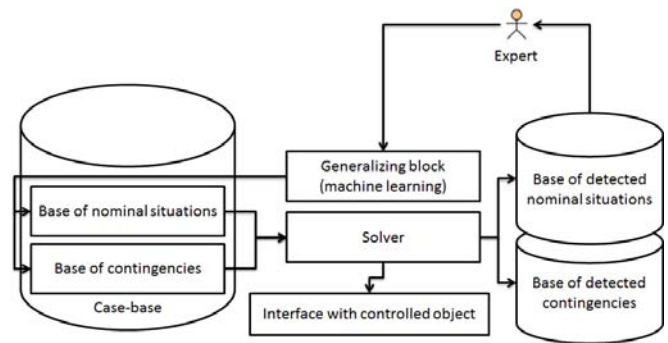 Expert
Generalizing block
(machine learning)
Base of detected
nominal situations
Base of nominal situations
Solver
Base of contingencies
Base of detected
contingencies
Case-base
Interface with controlled object